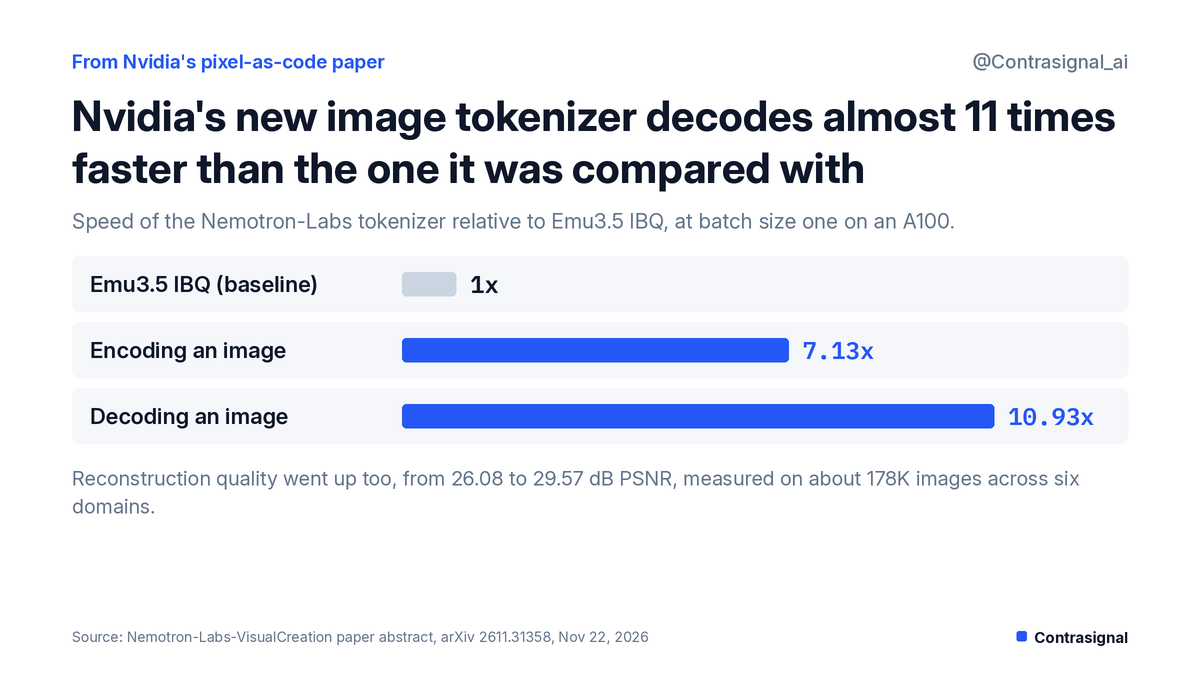 From Nvidia's pixel-as-code paper
@Contrasignal_ai
Nvidia's new image tokenizer decodes almost 11 times
faster than the one it was compared with
Speed of the Nemotron-Labs tokenizer relative to Emu3.5 IBQ, at batch size one on an A100.
Emu3.5 IBQ (baseline) 1x
Encoding an image 7.13x
Decoding an image 10.93x
Reconstruction quality went up too, from 26.08 to 29.57 dB PSNR, measured on about 178K images across six
domains.
Source: Nemotron-Labs-VisualCreation paper abstract, arXiv 2611.31358, Nov 22, 2026
Contrasignal